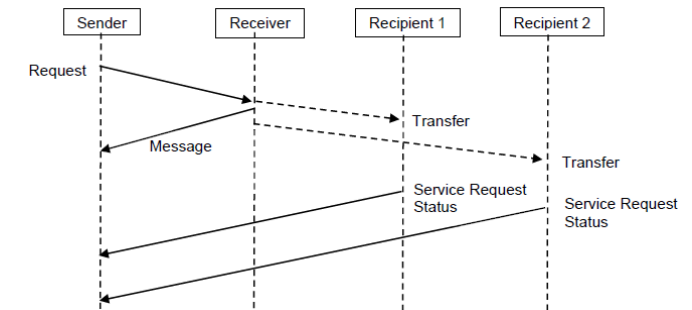 Sender
Receiver
Recipient 1
Recipient 2
Request
Transfer
Message
Transfer
Service Request
Status
Service Request
Status